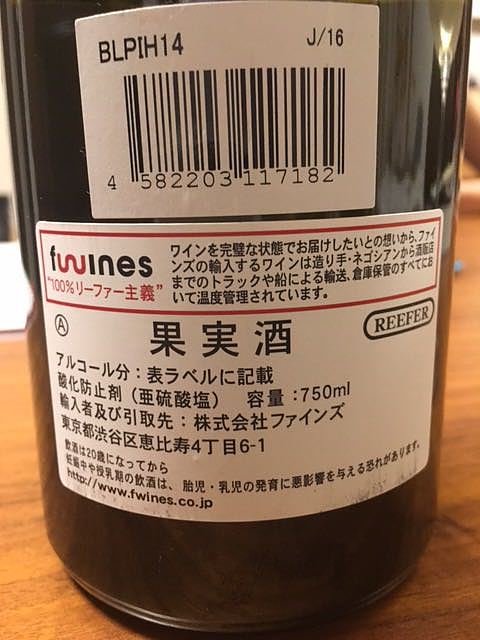 BLPIH14 J/16
4 582203 117182
fwines
"100%リーファー主義"
ワインを完璧な状態でお届けしたいとの想いから、ファイ
ンズの輸入するワインは造り手・ネゴシアンから酒販店
までのトラックや船による輸送、倉庫保管のすべてにお
いて温度管理されています。
A 果実酒 REEFER
アルコール分：表ラベルに記載
酸化防止剤（亜硫酸塩） 容量：750ml
輸入者及び引取先：株式会社ファインズ
東京都渋谷区恵比寿4丁目6-1
飲酒は20歳になってから
妊娠中や授乳期の飲酒は、胎児・乳児の発育に悪影響を与える恐れがあります。
http://www.fwines.co.jp